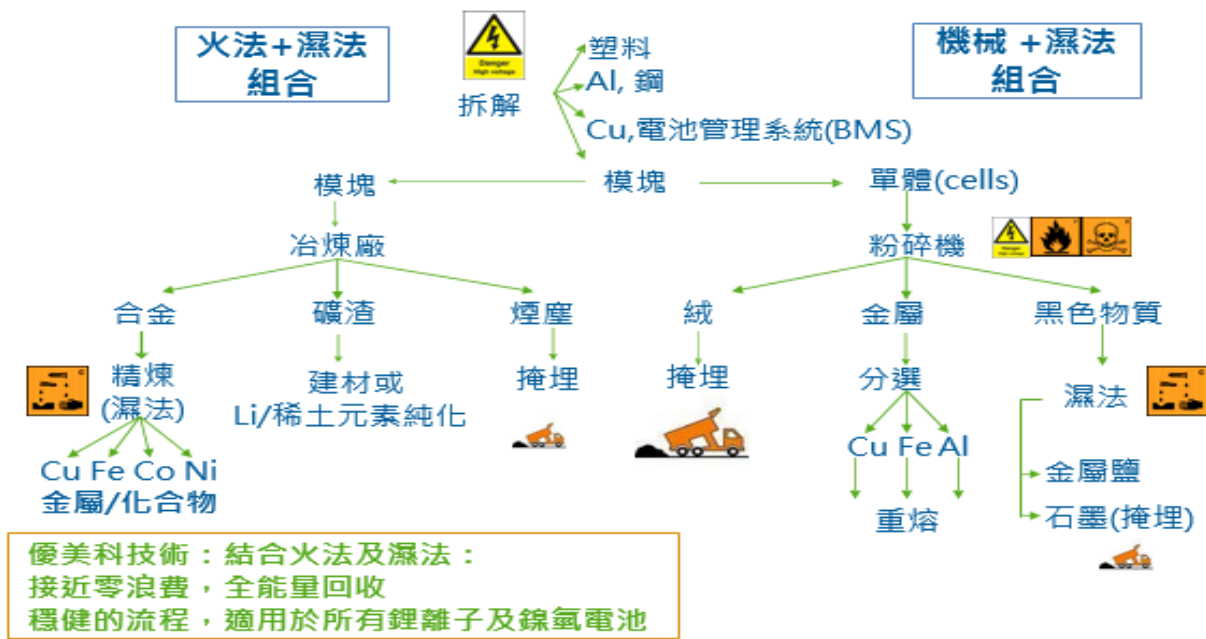 火法+濕法
組合
Danger
High voltage
拆解
塑料
Al, 鋼
Cu,電池管理系統(BMS)
機械 +濕法
組合
模塊
模塊
單體(cells)
冶煉廠
粉碎機
Danger
High voltage
合金
礦渣
煙塵
絨
金屬
黑色物質
精煉
(濕法)
建材或
Li/稀土元素純化
掩埋
掩埋
分選
濕法
Cu Fe Co Ni
金屬/化合物
Cu Fe Al
重熔
金屬鹽
石墨(掩埋)
優美科技術：結合火法及濕法：
接近零浪費，全能量回收
穩健的流程，適用於所有鋰離子及鎳氫電池